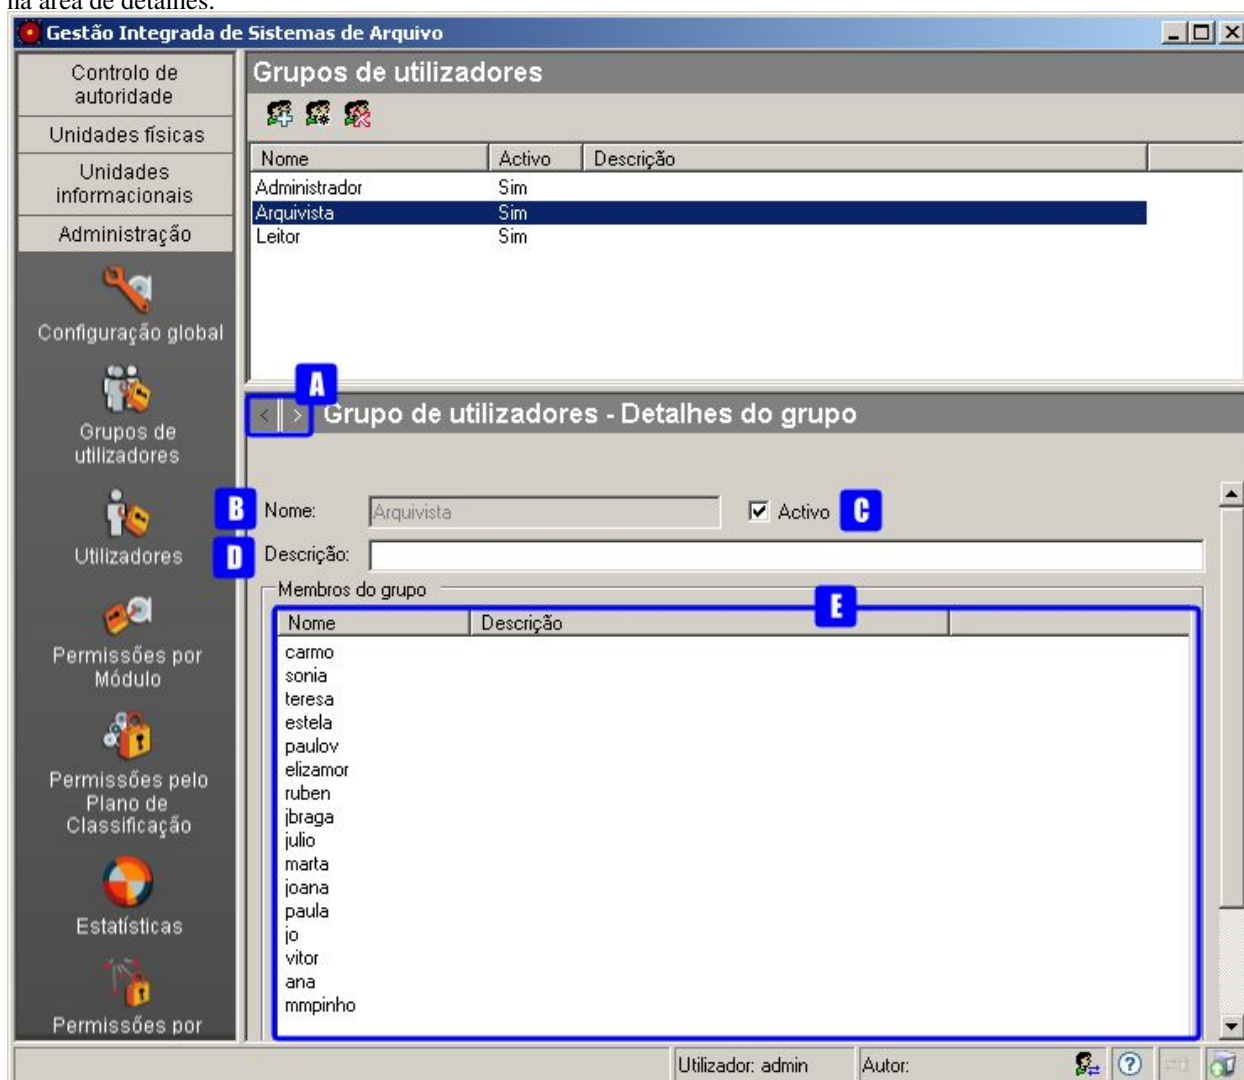 na área de detalhes.
Gestão Integrada de Sistemas de Arquivo
Controlo de
autoridade
Unidades físicas
Unidades
informacionais
Administração
Configuração global
Grupos de
utilizadores
Utilizadores
Permissões por
Módulo
Permissões pelo
Plano de
Classificação
Estatísticas
Permissões por
Grupos de utilizadores
Nome Activo Descrição
Administrador Sim
Arquivista Sim
Leitor Sim
A
< > Grupo de utilizadores - Detalhes do grupo
B Nome: Arquivista Activo C
D Descrição:
Membros do grupo
E
Nome Descrição
carmo
sonia
teresa
estela
paulov
elizamor
ruben
jbraga
julio
marta
joana
paula
jo
vitor
ana
mmpinho
Utilizador: admin Autor: